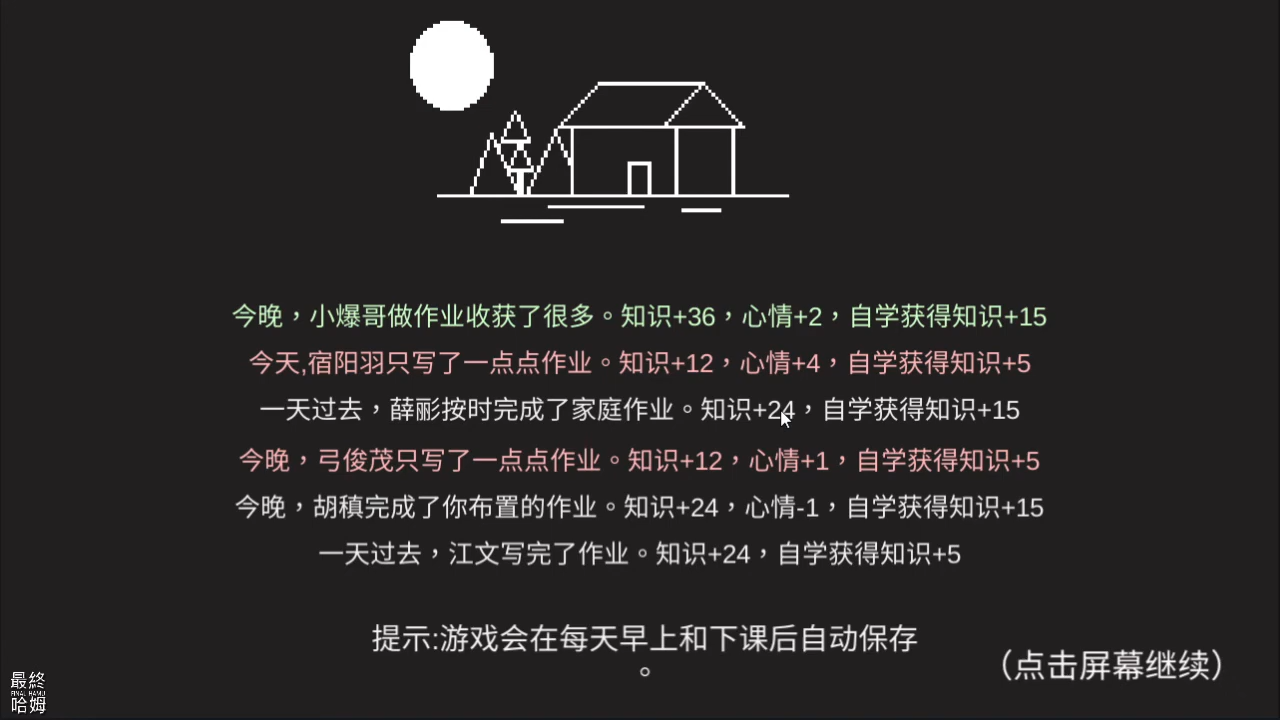 今晚，小爆哥做作业收获了很多。知识+36，心情+2，自学获得知识+15
今天,宿阳羽只写了一点点作业。知识+12，心情+4，自学获得知识+5
一天过去，薛彨按时完成了家庭作业。知识+24，自学获得知识+15
今晚，弓俊茂只写了一点点作业。知识+12，心情+1，自学获得知识+5
今晚，胡稹完成了你布置的作业。知识+24，心情-1，自学获得知识+15
一天过去，江文写完了作业。知识+24，自学获得知识+5
提示:游戏会在每天早上和下课后自动保存
。
（点击屏幕继续）
最終
FINAL HAMU
哈姆